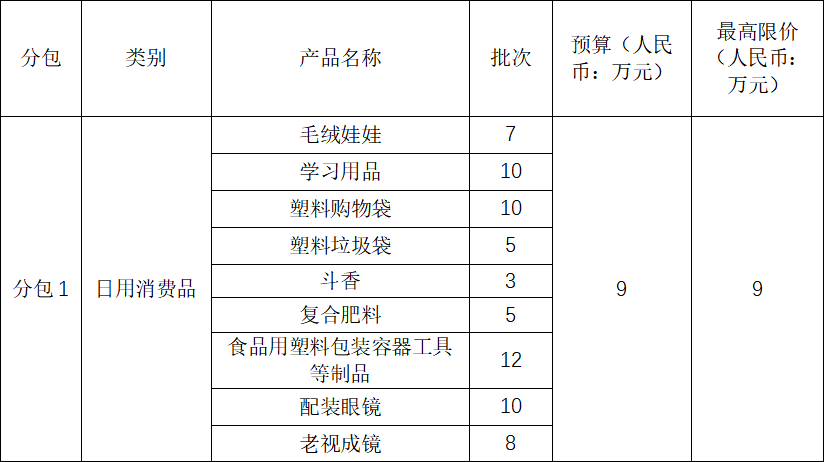 分包
类别
产品名称
批次
预算（人民
币：万元）
最高限价
（人民币：
万元）
分包 1
日用消费品
毛绒娃娃
7
学习用品
10
塑料购物袋
10
塑料垃圾袋
5
斗香
3
复合肥料
5
食品用塑料包装容器工具
等制品
12
配装眼镜
10
老视成镜
8
9
9